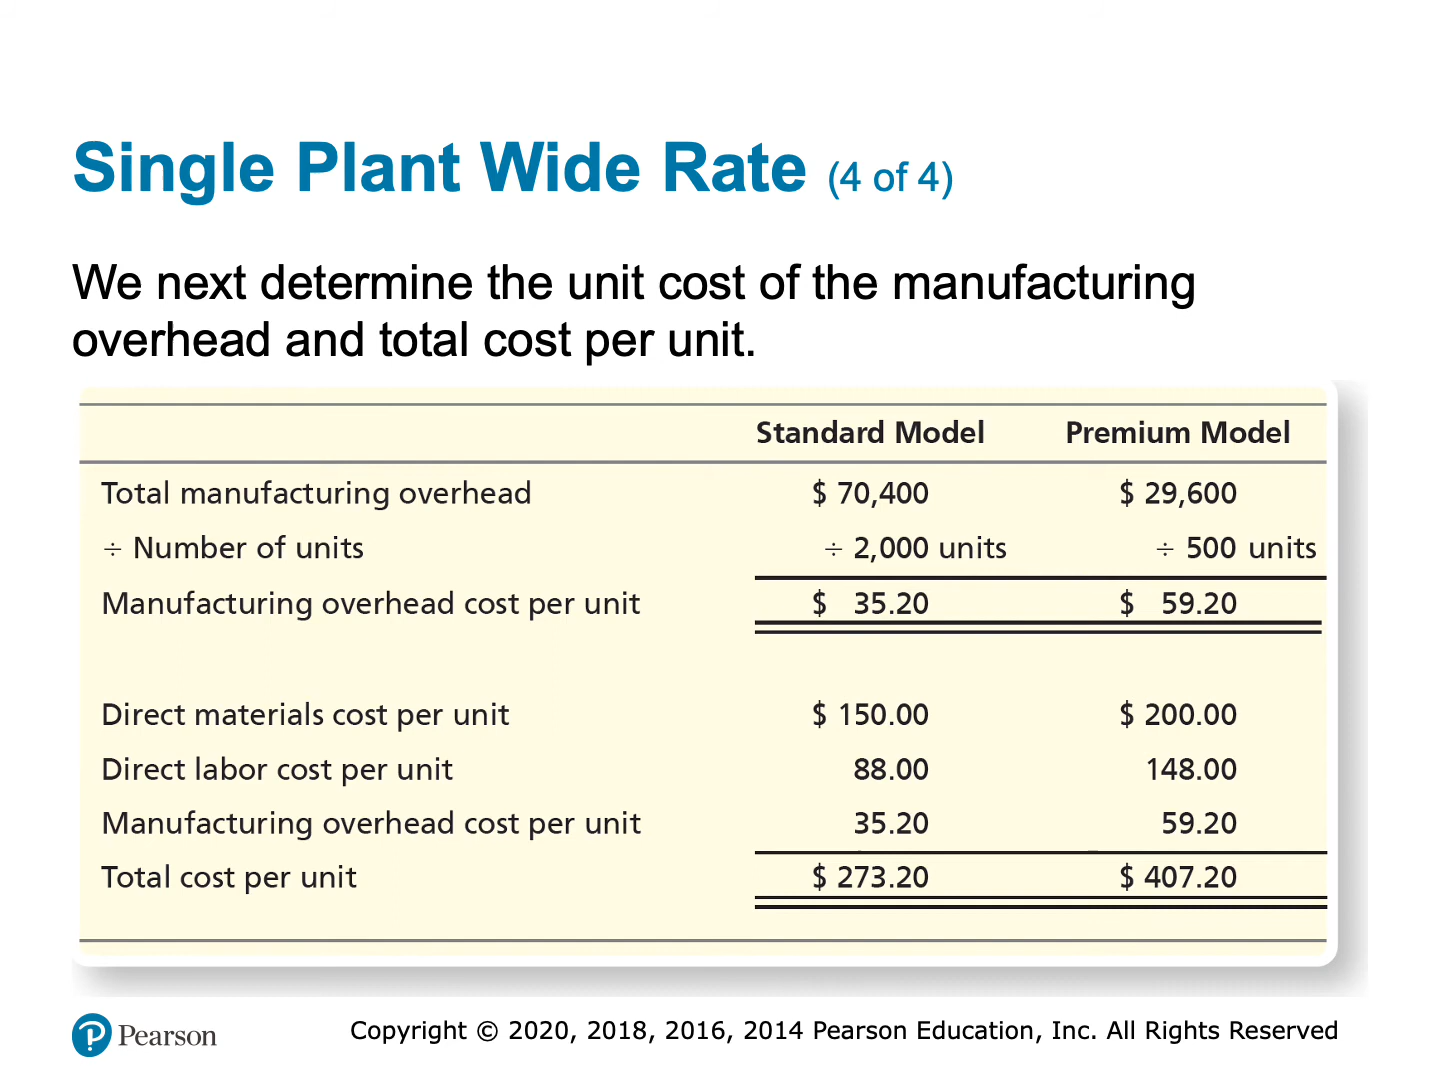 Single Plant Wide Rate (4 of 4)
We next determine the unit cost of the manufacturing
overhead and total cost per unit.
Standard Model Premium Model
Total manufacturing overhead $ 70,400 $ 29,600
÷ Number of units ÷ 2,000 units ÷ 500 units
Manufacturing overhead cost per unit $ 35.20 $ 59.20
Direct materials cost per unit $ 150.00 $ 200.00
Direct labor cost per unit 88.00 148.00
Manufacturing overhead cost per unit 35.20 59.20
Total cost per unit $ 273.20 $ 407.20
Pearson Copyright © 2020, 2018, 2016, 2014 Pearson Education, Inc. All Rights Reserved